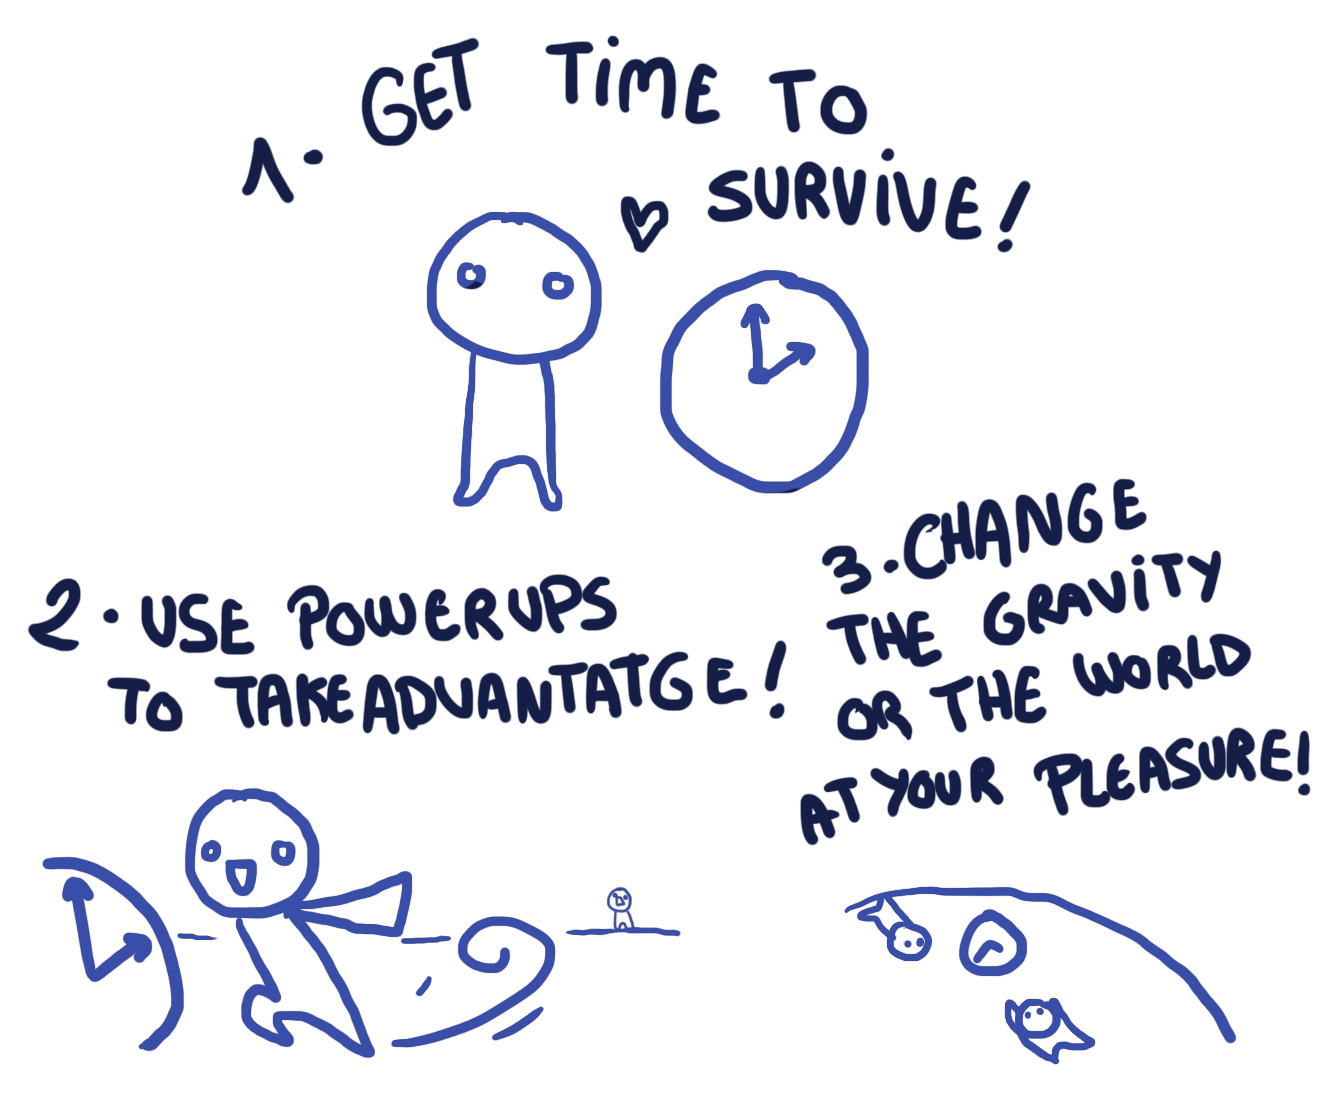 1. GET TIME TO
SURVIVE!
2. USE POWERUPS
TO TAKE ADVANTATGE!
3. CHANGE
THE GRAVITY
OR THE WORLD
AT YOUR PLEASURE!